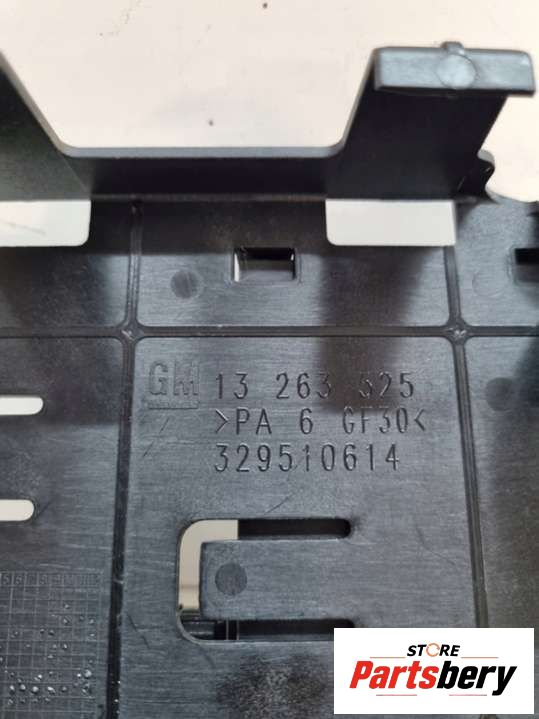 GM 13 263 525
>PA 6 GF30<
329510614
STORE
Partsbery